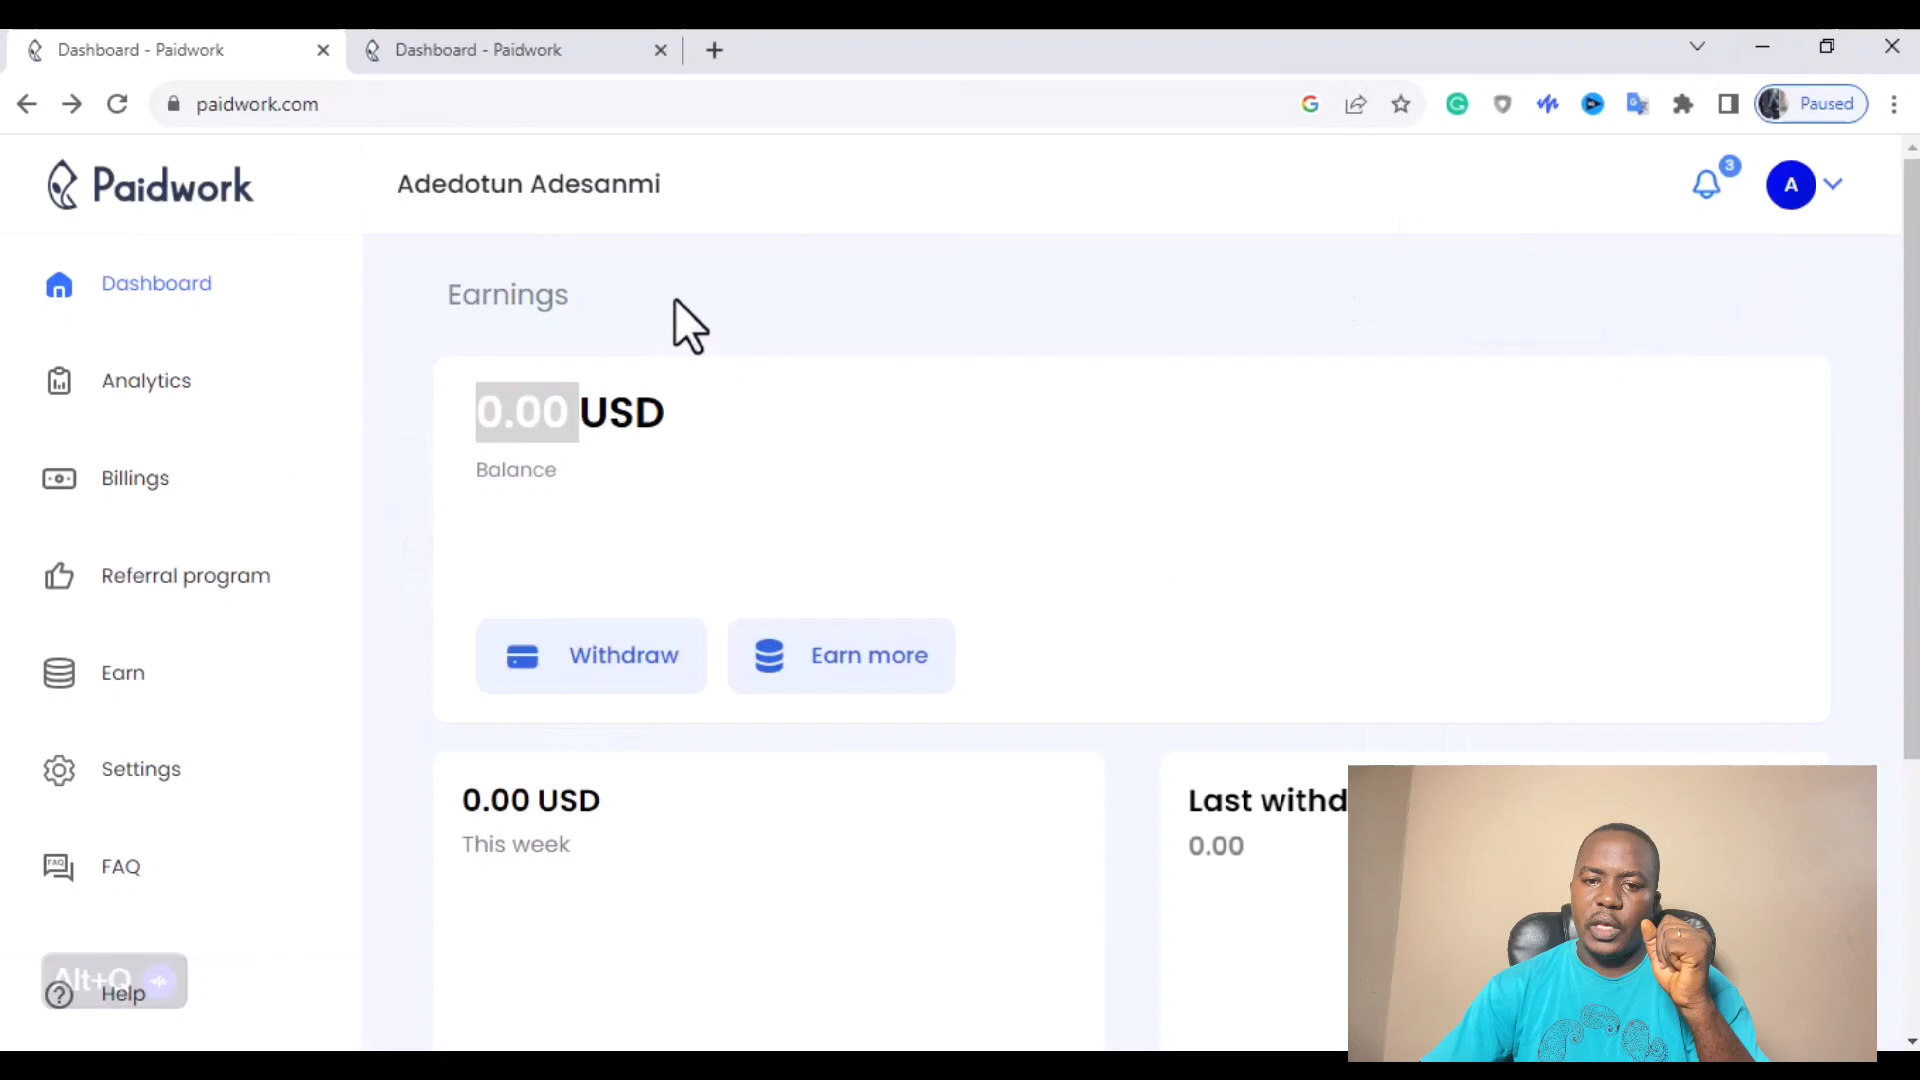 Dashboard - Paidwork
Dashboard - Paidwork
paidwork.com
Paused
Paidwork
Adedotun Adesanmi
3
A
Dashboard
Analytics
Billings
Referral program
Earn
Settings
FAQ
Alt+Q
Help
Earnings
0.00 USD
Balance
Withdraw
Earn more
0.00 USD
This week
Last withd
0.00